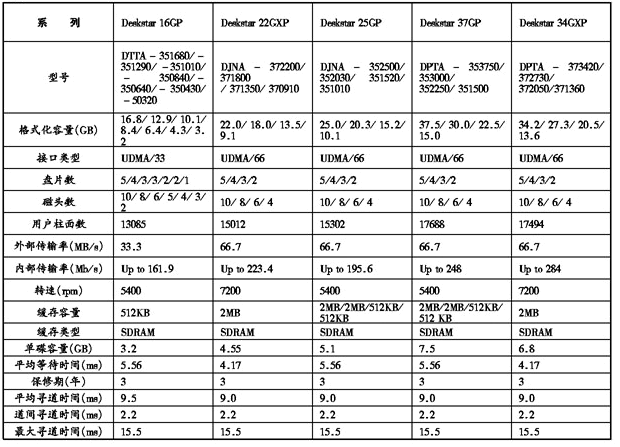 系 列 Deskstar 16GP Deskstar 22GXP Deskstar 25GP Deskstar 37GP Deskstar 34GXP
型号 DTTA－351680/－351290/－351010/－350840/－350640/－350430/－50320 DJNA－372200/371800/371350/370910 DJNA－352500/352030/351520/351010 DPTA－353750/353000/352250/351500 DPTA－373420/372730/372050/371360
格式化容量(GB) 16.8/12.9/10.1/8.4/6.4/4.3/3.2 22.0/18.0/13.5/9.1 25.0/20.3/15.2/10.1 37.5/30.0/22.5/15.0 34.2/27.3/20.5/13.6
接口类型 UDMA/33 UDMA/66 UDMA/66 UDMA/66 UDMA/66
盘片数 5/4/3/3/2/2/1 5/4/3/2 5/4/3/2 5/4/3/2 5/4/3/2
磁头数 10/8/6/5/4/3/2 10/8/6/4 10/8/6/4 10/8/6/4 10/8/6/4
用户柱面数 13085 15012 15302 17688 17494
外部传输率(MB/s) 33.3 66.7 66.7 66.7 66.7
内部传输率(Mb/s) Up to 161.9 Up to 223.4 Up to 195.6 Up to 248 Up to 284
转速(rpm) 5400 7200 5400 5400 7200
缓存容量 512KB 2MB 2MB/2MB/512KB/512KB 2MB/2MB/512KB/512 KB 2MB
缓存类型 SDRAM SDRAM SDRAM SDRAM SDRAM
单碟容量(GB) 3.2 4.55 5.1 7.5 6.8
平均等待时间(ms) 5.56 4.17 5.56 5.56 4.17
保修期(年) 3 3 3 3 3
平均寻道时间(ms) 9.5 9.0 9.0 9.0 9.0
道间寻道时间(ms) 2.2 2.2 2.2 2.2 2.2
最大寻道时间(ms) 15.5 15.5 15.5 15.5 15.5